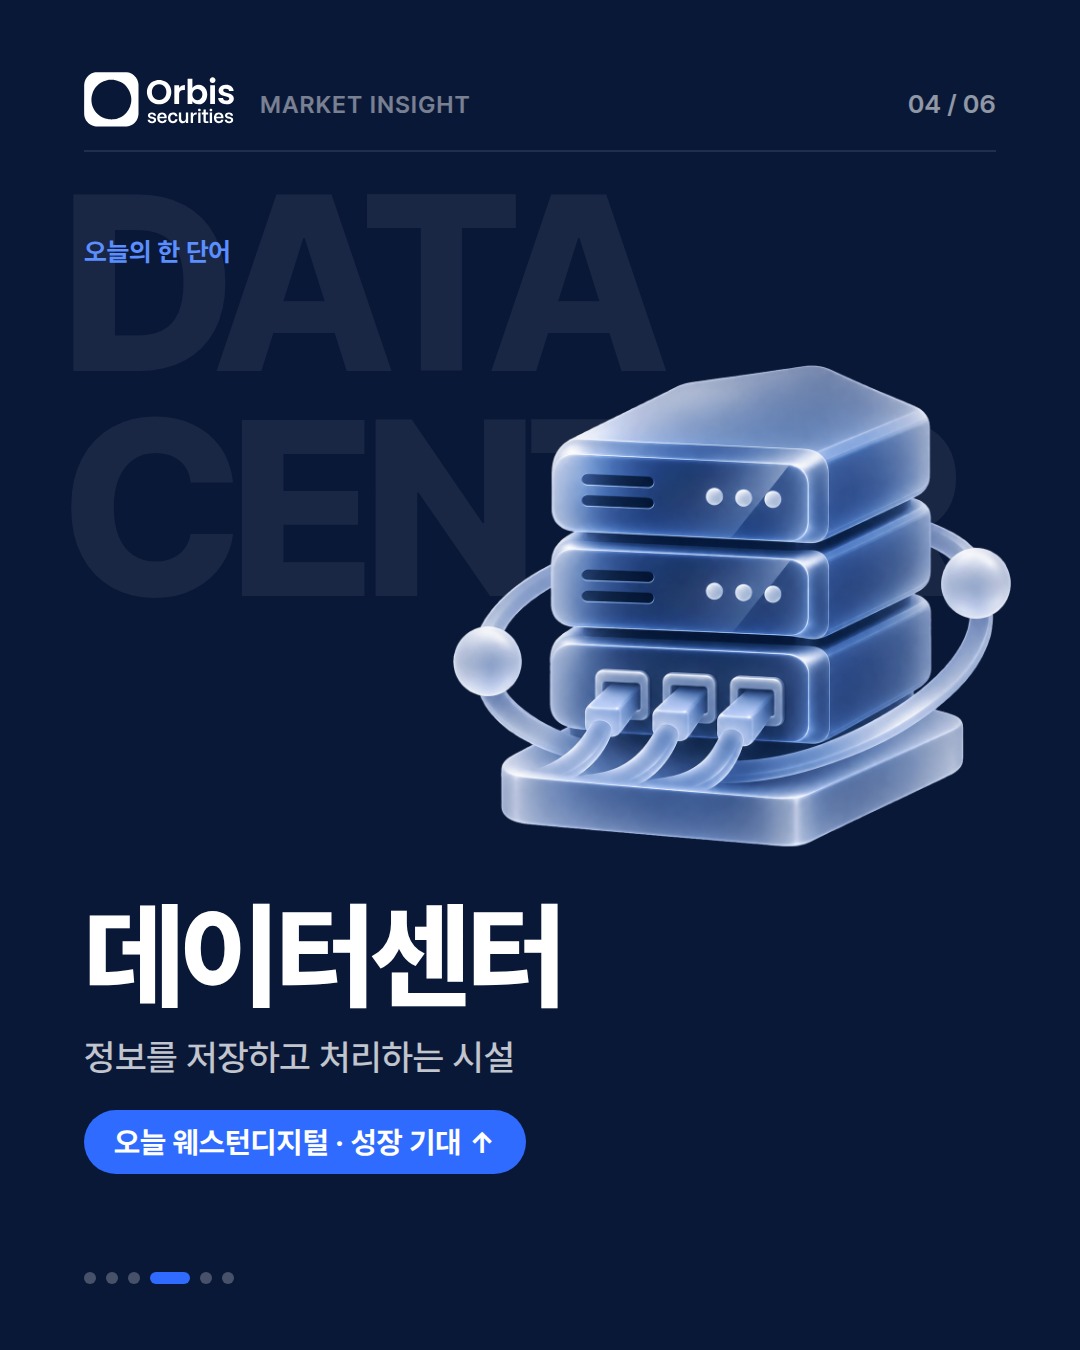 Orbis
securities
MARKET INSIGHT
04 / 06
DATA
오늘의 한 단어
CENT R
데이터센터
정보를 저장하고 처리하는 시설
오늘 웨스턴디지털 · 성장 기대 ↑